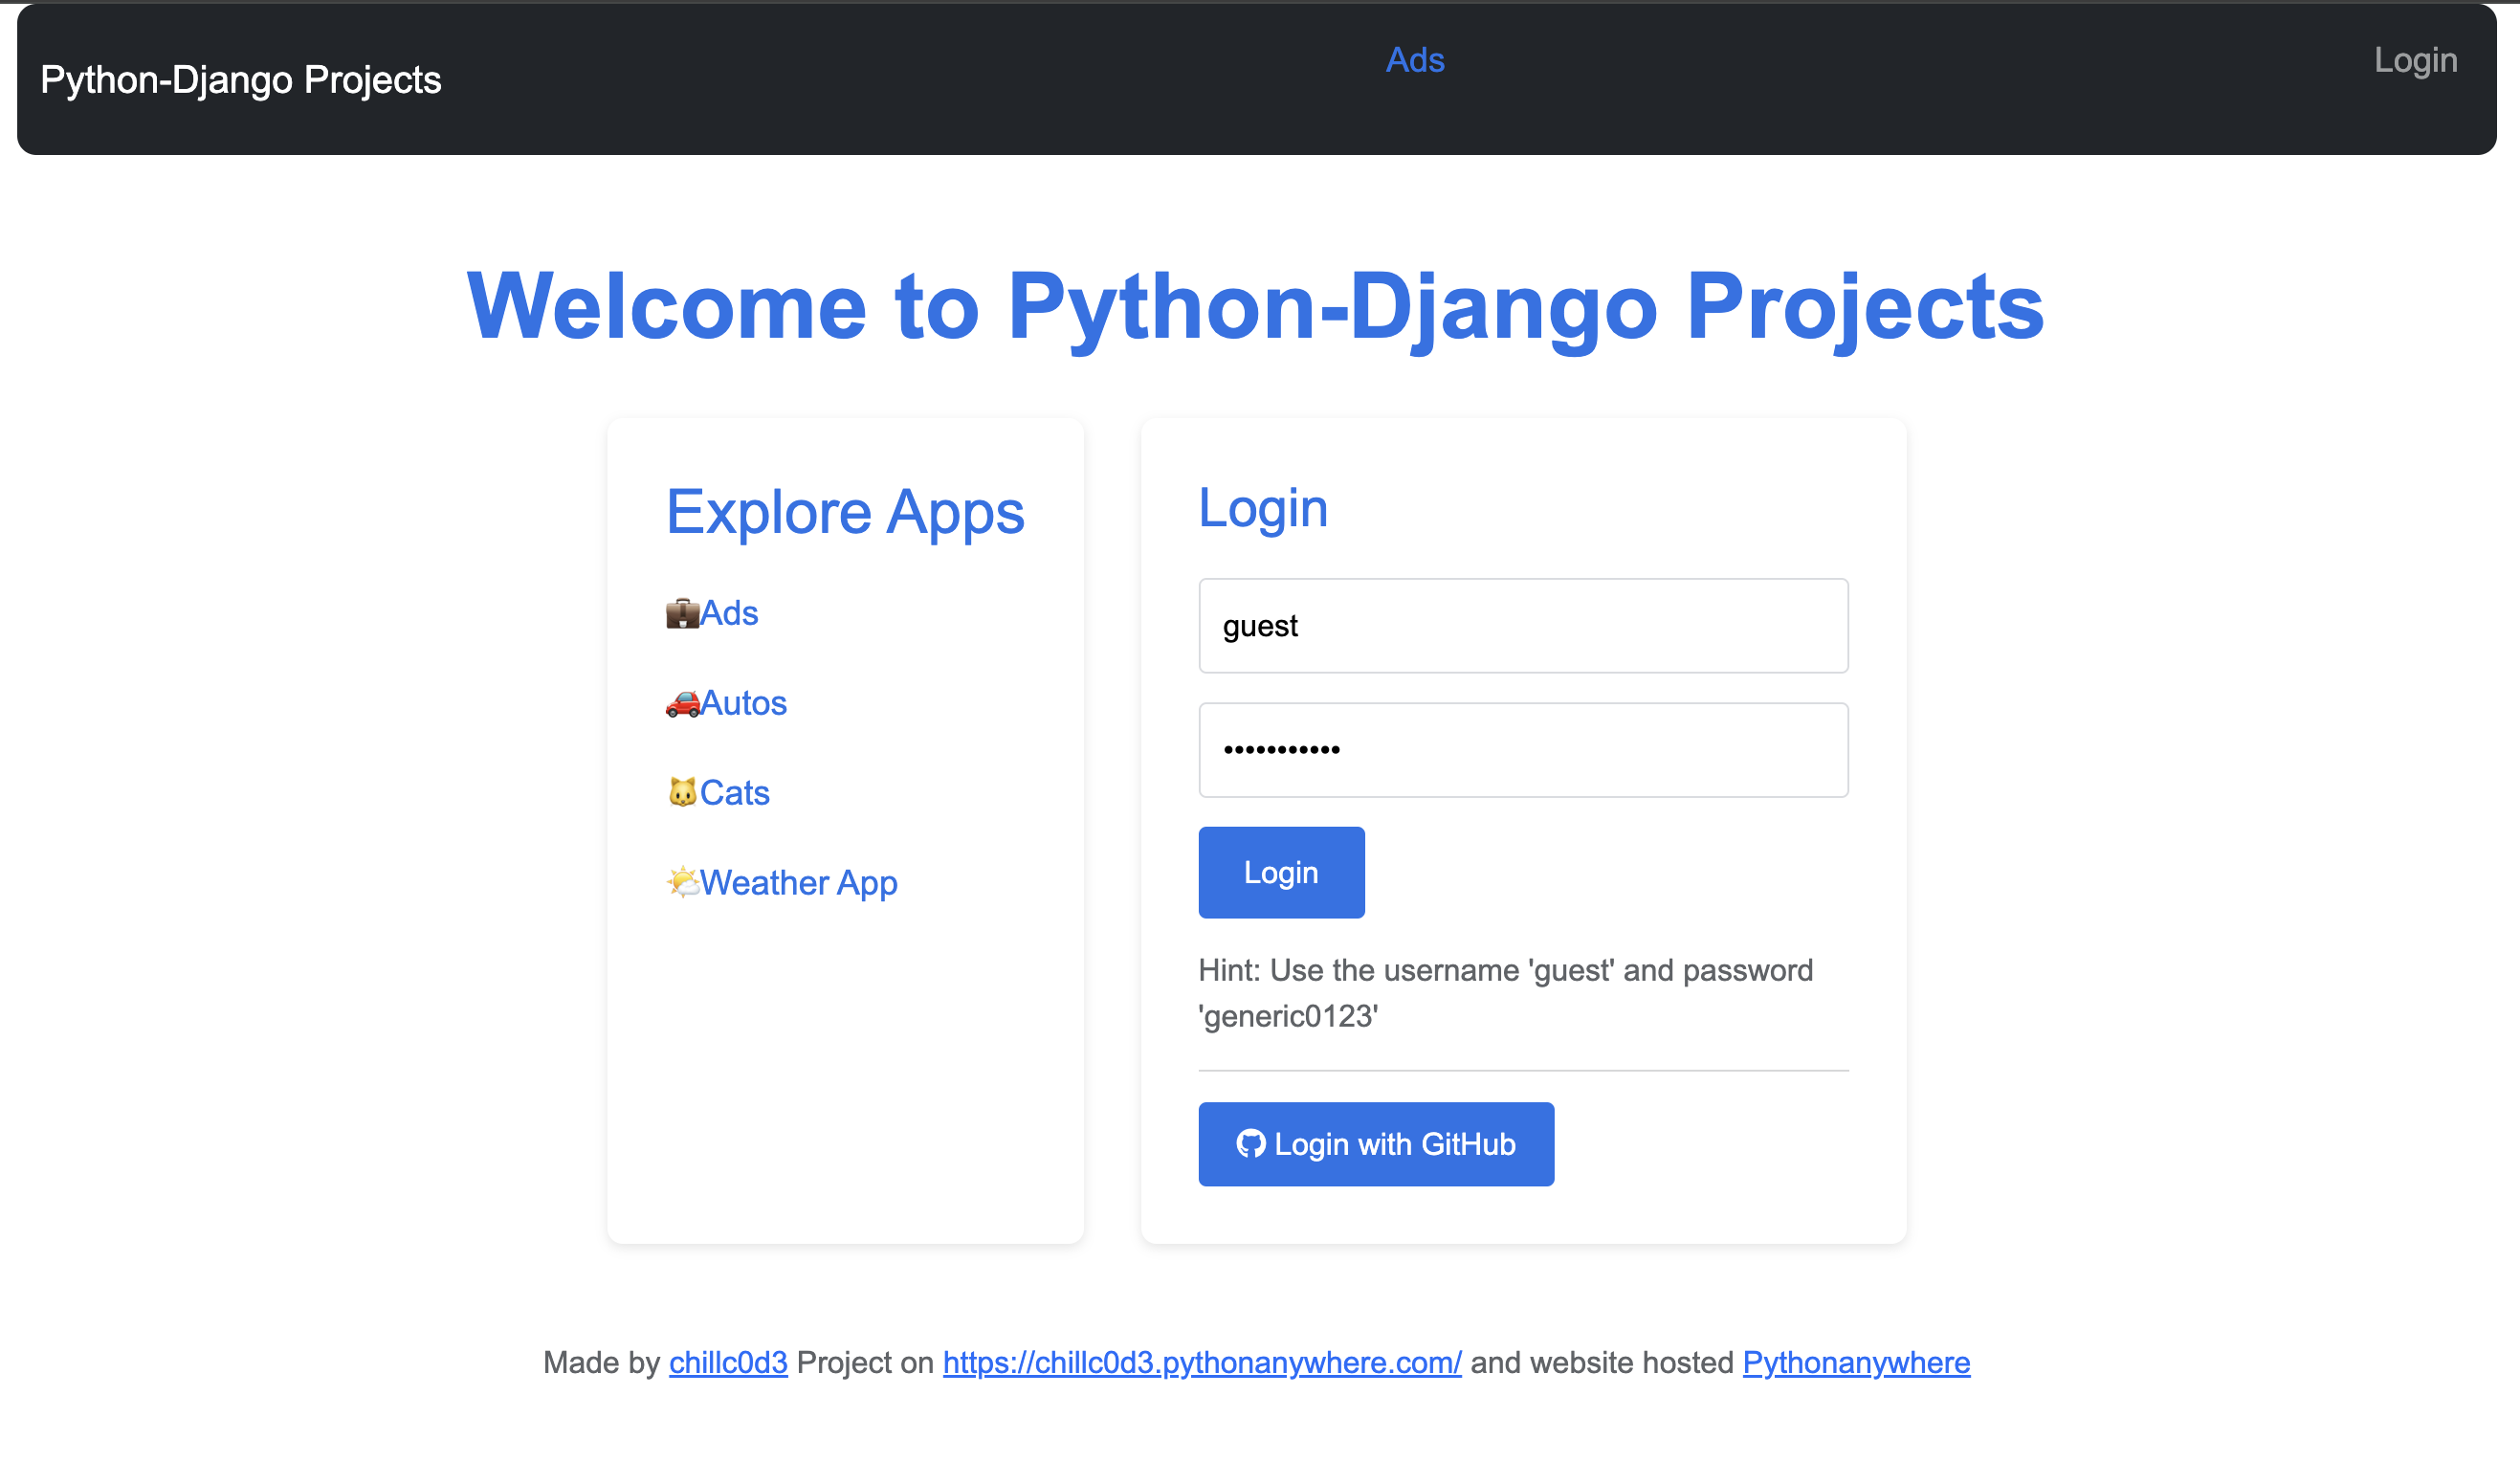 Python-Django Projects
Ads
Login
Welcome to Python-Django Projects
Explore Apps
Ads
Autos
Cats
Weather App
Login
guest
•••••••••••
Login
Hint: Use the username 'guest' and password
'generic0123'
Login with GitHub
Made by chillc0d3 Project on https://chillc0d3.pythonanywhere.com/ and website hosted Pythonanywhere